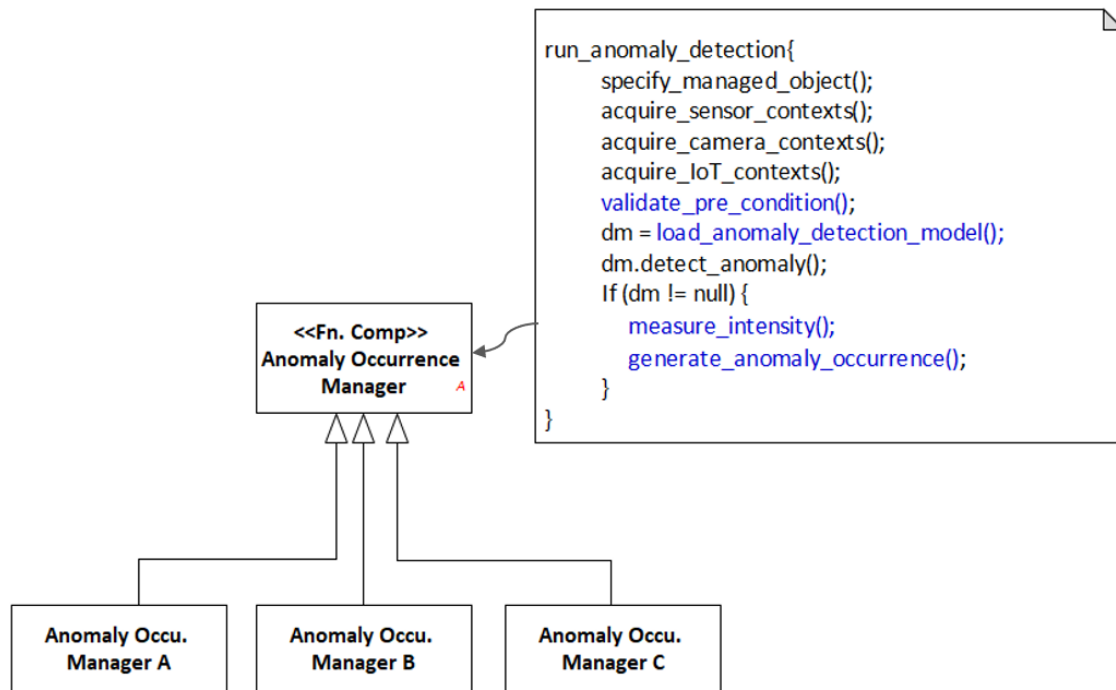 run_anomaly_detection{
specify_managed_object();
acquire_sensor_contexts();
acquire_camera_contexts();
acquire_IoT_contexts();
validate_pre_condition();
dm = load_anomaly_detection_model();
dm.detect_anomaly();
If (dm != null) {
measure_intensity();
generate_anomaly_occurrence();
}
}
<<Fn. Comp>>
Anomaly Occurrence
Manager
A
Anomaly Occu.
Manager A
Anomaly Occu.
Manager B
Anomaly Occu.
Manager C